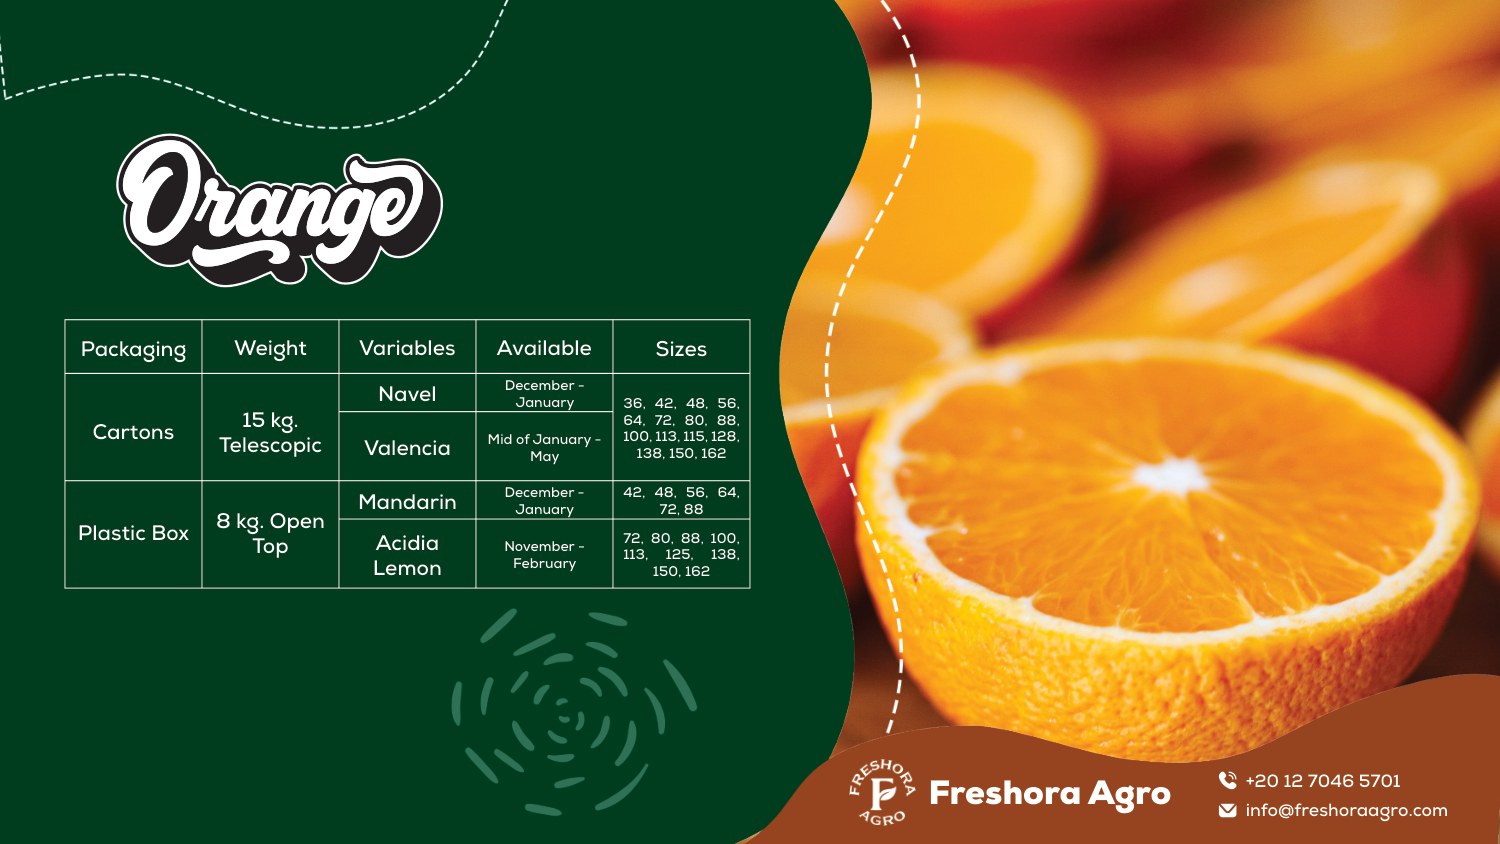 Orange
Packaging Weight Variables Available Sizes
Cartons
15 kg.
Telescopic
Navel
December -
January
Valencia
Mid of January -
May
36, 42, 48, 56,
64, 72, 80, 88,
100, 113, 115, 128,
138, 150, 162
Plastic Box
8 kg. Open
Top
Mandarin
December -
January
42, 48, 56, 64,
72, 88
Acidia
Lemon
November -
February
72, 80, 88, 100,
113, 125, 138,
150, 162
FRESHORA
F
AGRO
Freshora Agro
+20 12 7046 5701
info@freshoraagro.com